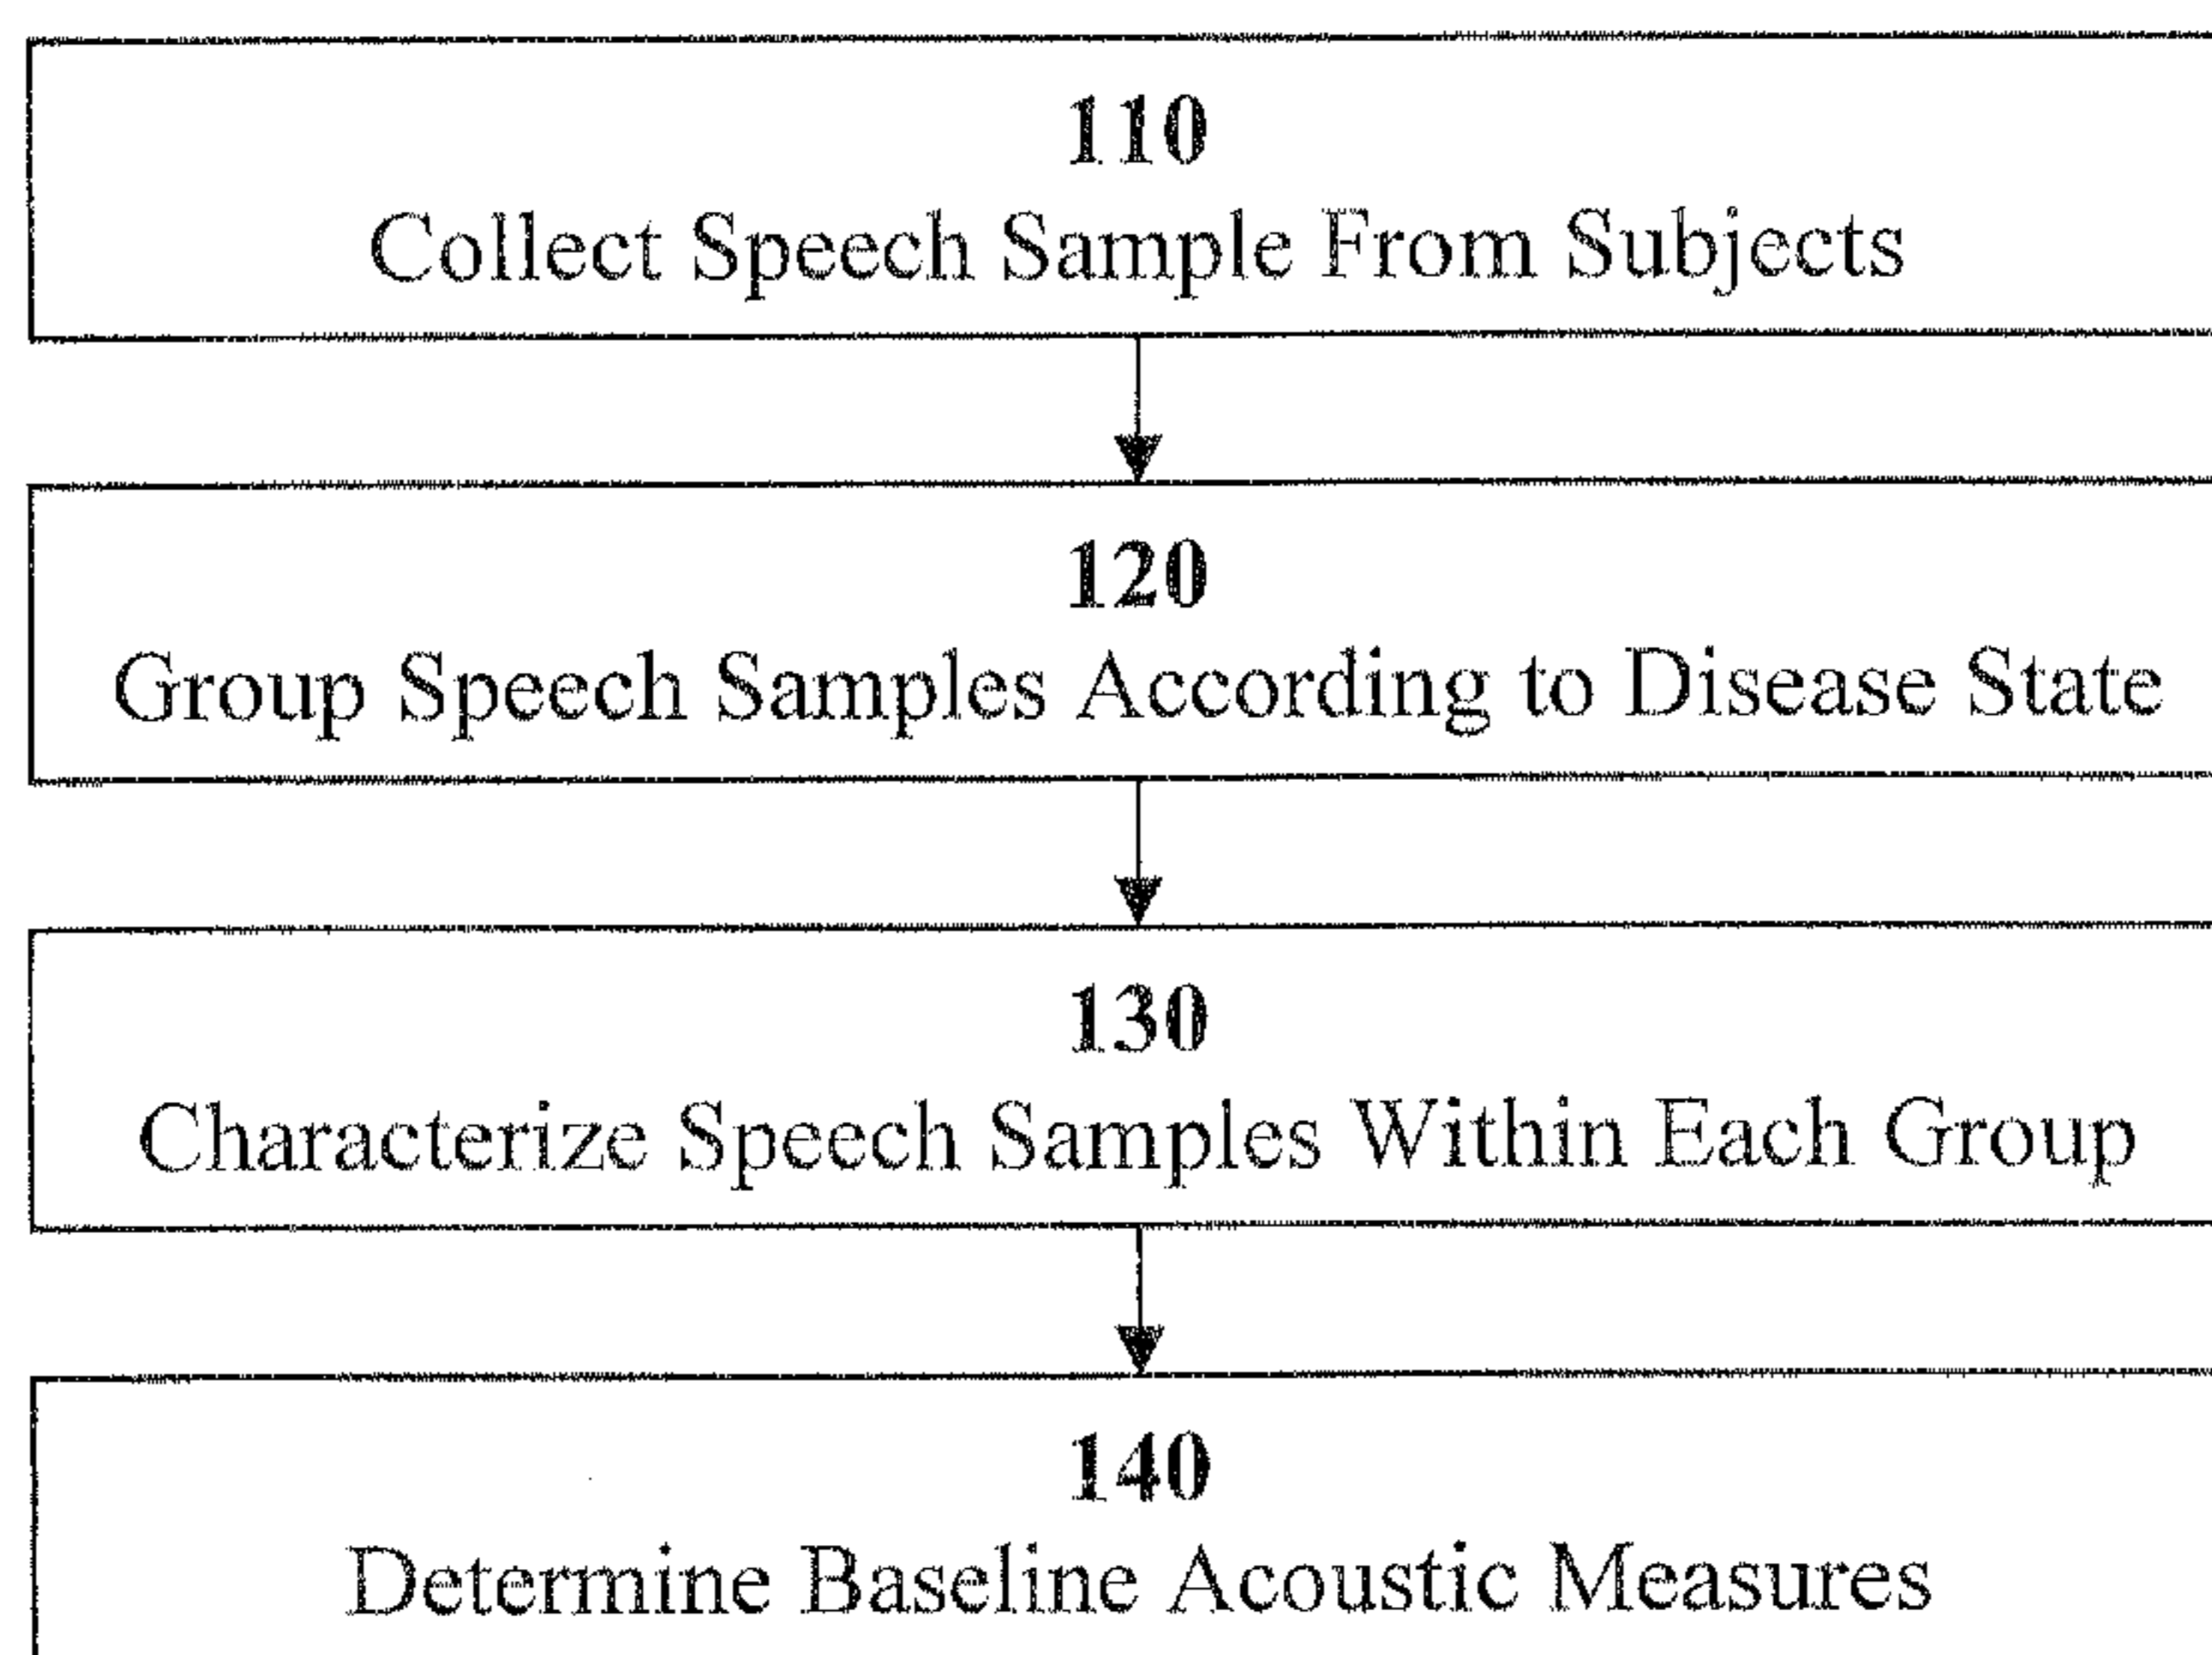 110
Collect Speech Sample From Subjects
120
Group Speech Samples According to Disease State
130
Characterize Speech Samples Within Each Group
140
Determine Baseline Acoustic Measures